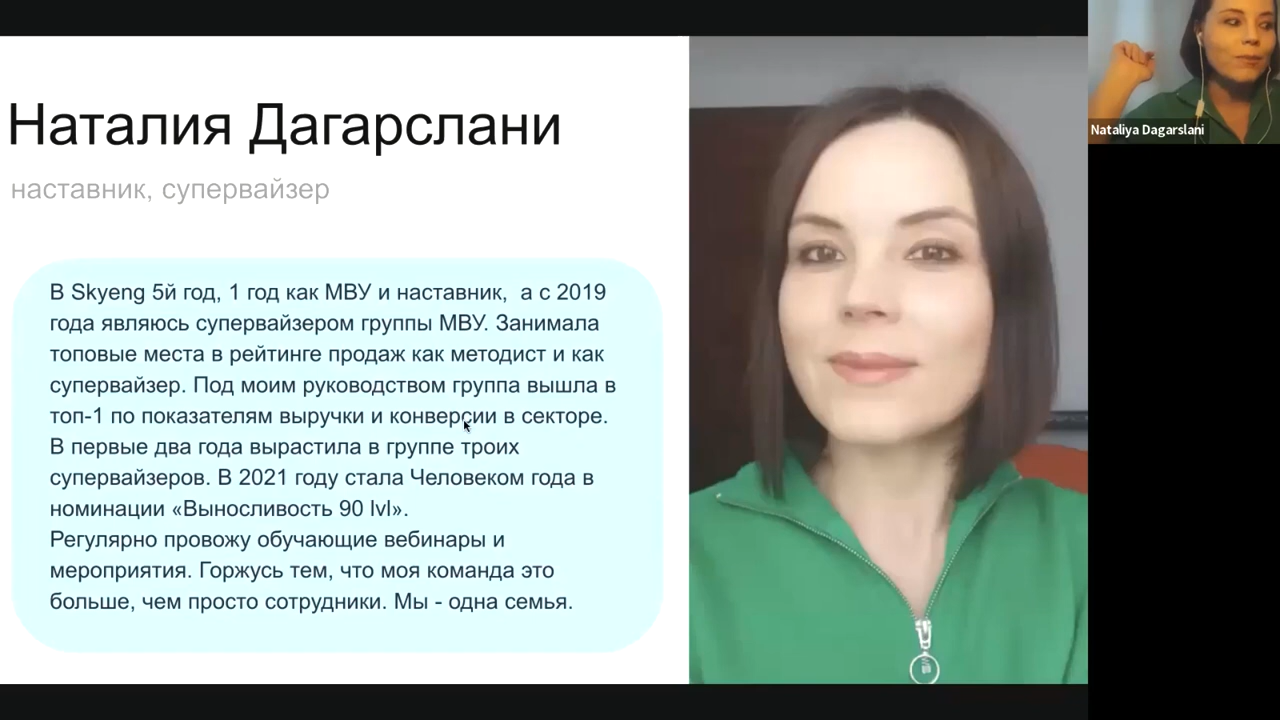 Наталия Дагарслани
наставник, супервайзер
В Skyeng 5й год, 1 год как МВУ и наставник,  а с 2019
года являюсь супервайзером группы МВУ. Занимала
топовые места в рейтинге продаж как методист и как
супервайзер. Под моим руководством группа вышла в
топ-1 по показателям выручки и конверсии в секторе.
В первые два года вырастила в группе троих
супервайзеров. В 2021 году стала Человеком года в
номинации «Выносливость 90 lvl».
Регулярно провожу обучающие вебинары и
мероприятия. Горжусь тем, что моя команда это
больше, чем просто сотрудники. Мы - одна семья.
Nataliya Dagarslani